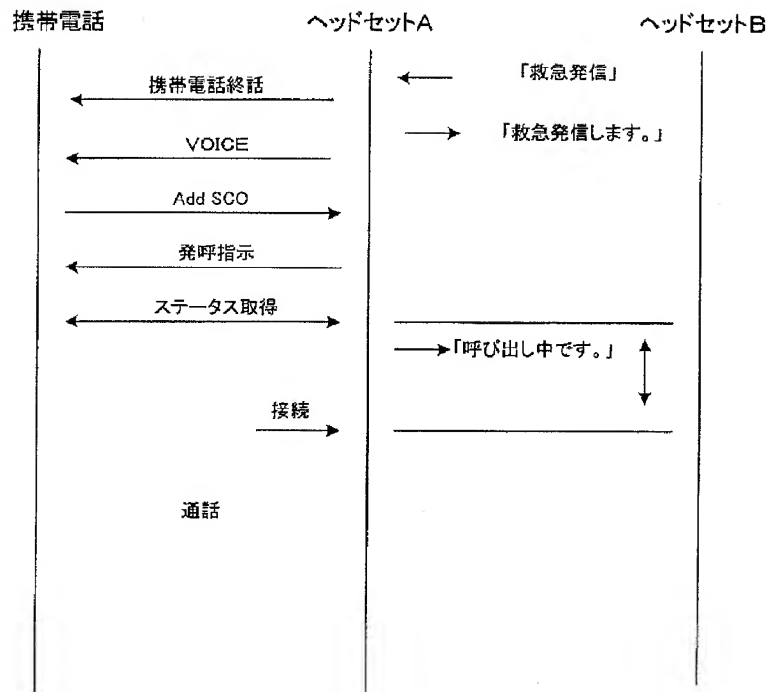 携帯電話 ヘッドセットA ヘッドセットB
「救急発信」
携帯電話終話
「救急発信します。」
VOICE
Add SCO
発呼指示
ステータス取得
「呼び出し中です。」
接続
通話